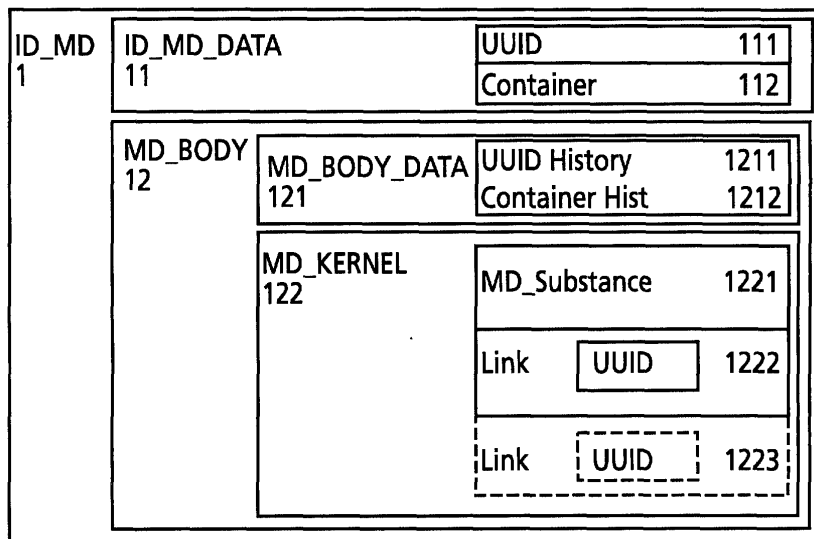 ID_MD ID_MD_DATA UUID 111
1 11 Container 112
MD_BODY MD_BODY_DATA UUID History 1211
12 121 Container Hist 1212
MD_KERNEL MD_Substance 1221
122
Link UUID 1222
Link UUID 1223